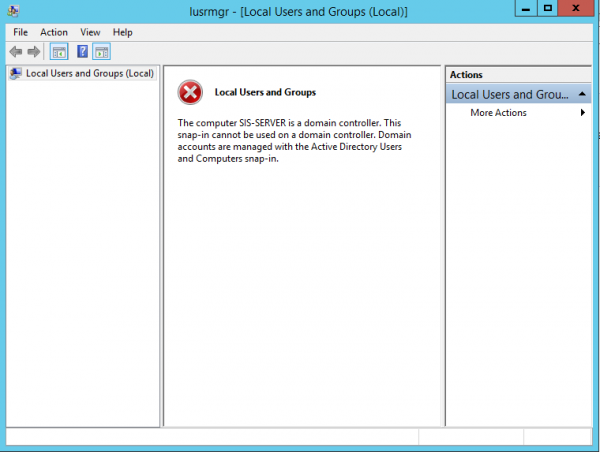 lusrmgr - [Local Users and Groups (Local)]
File Action View Help
Local Users and Groups (Local)
Local Users and Groups
The computer SIS-SERVER is a domain controller. This
snap-in cannot be used on a domain controller. Domain
accounts are managed with the Active Directory Users
and Computers snap-in.
Actions
Local Users and Grou...
More Actions